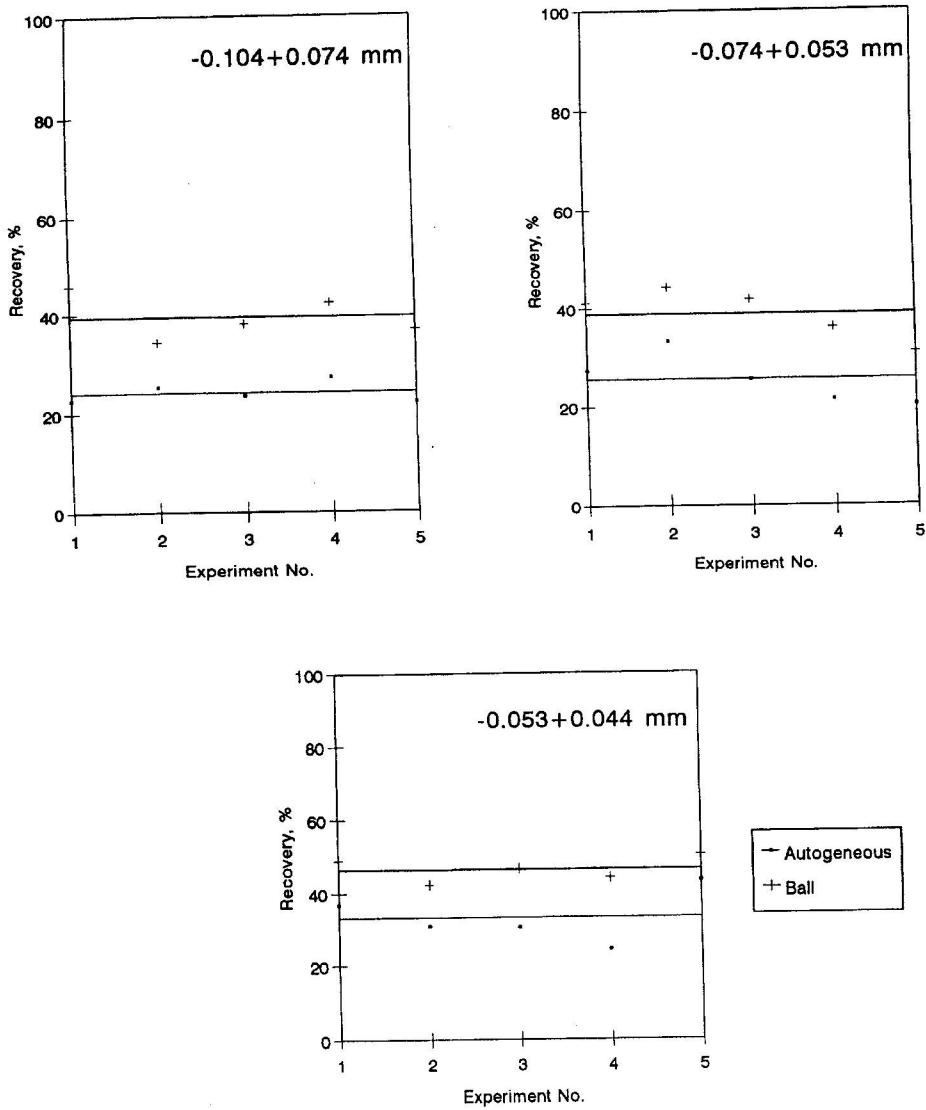 -0.104+0.074 mm
100
80
60
40
20
0
Recovery, %
1 2 3 4 5
Experiment No.
-0.074+0.053 mm
100
80
60
40
20
0
Recovery, %
1 2 3 4 5
Experiment No.
-0.053+0.044 mm
100
80
60
40
20
0
Recovery, %
1 2 3 4 5
Experiment No.
Autogeneous
Ball